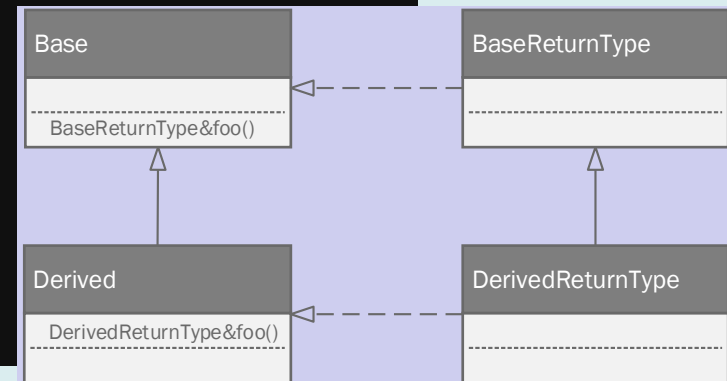 Base
BaseReturnType
BaseReturnType&foo()
Derived
DerivedReturnType
DerivedReturnType&foo()